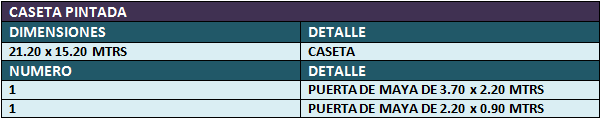 CASETA PINTADA
DIMENSIONES DETALLE
21.20 x 15.20 MTRS CASETA
NUMERO DETALLE
1 PUERTA DE MAYA DE 3.70 x 2.20 MTRS
1 PUERTA DE MAYA DE 2.20 x 0.90 MTRS